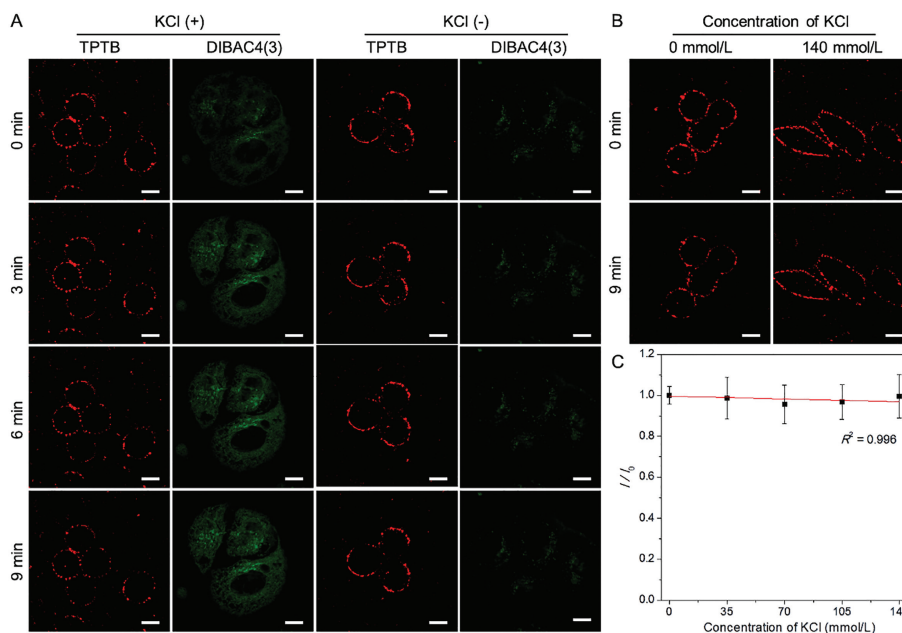 A
KCl (+)
KCl (-)
TPTB
DIBAC4(3)
TPTB
DIBAC4(3)
0 min
3 min
6 min
9 min
B
Concentration of KCl
0 mmol/L
140 mmol/L
0 min
9 min
C
1.2
1.0
0.8
0.6
0.4
0.2
0.0
I / I0
R2 = 0.996
0
35
70
105
14
Concentration of KCl (mmol/L)